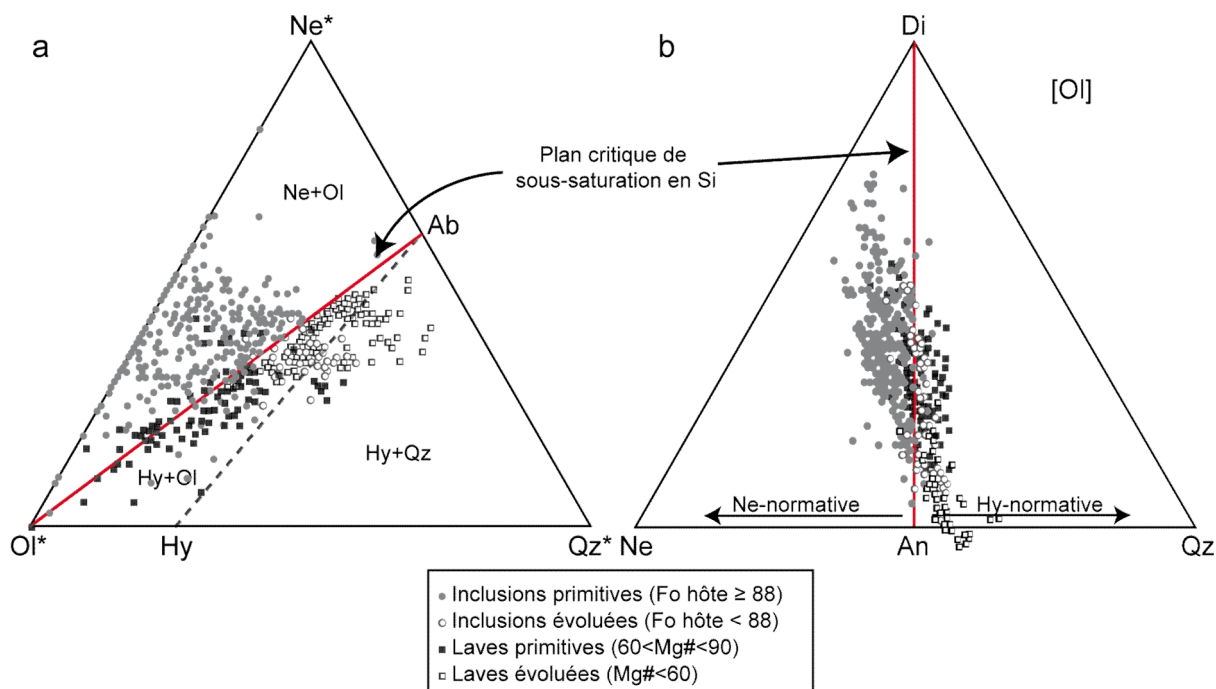 a
Ne*
b
Di
[Ol]
Plan critique de
sous-saturation en Si
Ne+Ol
Ab
Hy+Ol
Hy+Qz
Ne-normative
Hy-normative
Ol*
Hy
Qz*
Ne
An
Qz
Inclusions primitives (Fo hôte ≥ 88)
Inclusions évoluées (Fo hôte < 88)
Laves primitives (60<Mg#<90)
Laves évoluées (Mg#<60)